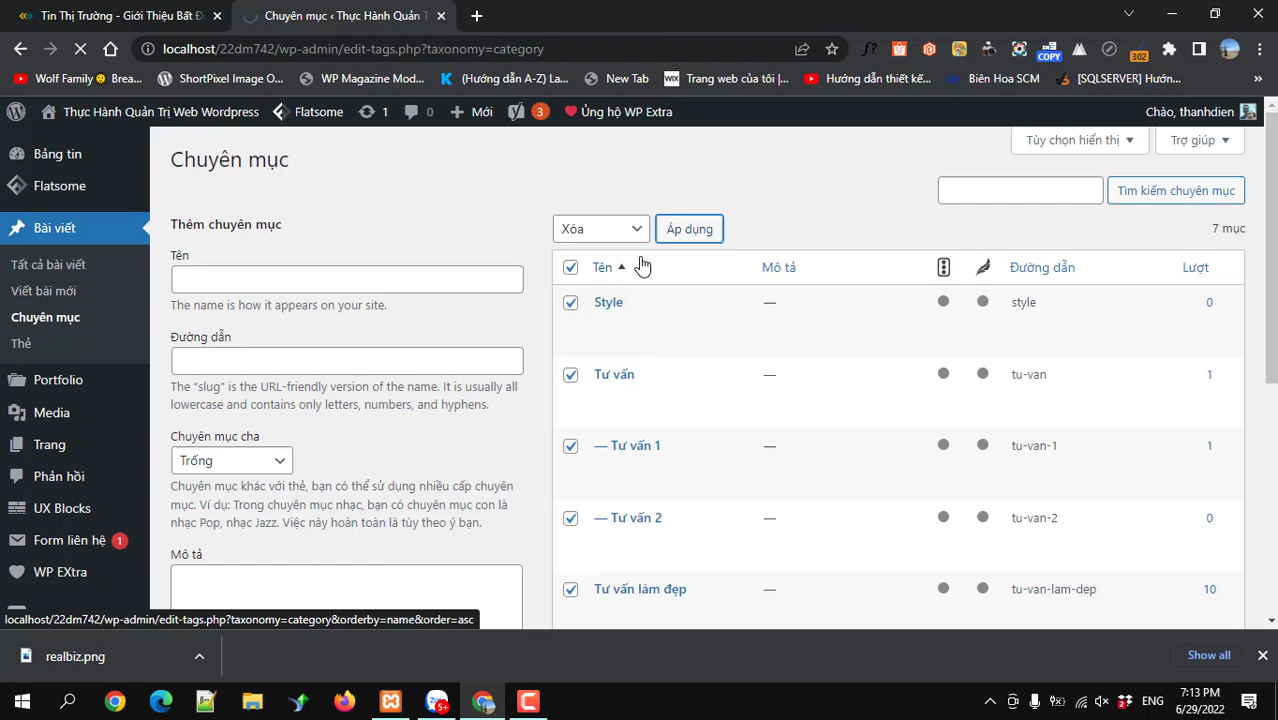 Tin Thị Trường - Giới Thiệu Bất Đ
Chuyên mục ‹ Thực Hành Quản T
localhost/22dm742/wp-admin/edit-tags.php?taxonomy=category
f?
COPY
302
Wolf Family Brea...
ShortPixel Image O...
WP Magazine Mod...
(Hướng dẫn A-Z) La...
New Tab
WIX
Trang web của tôi |...
Hướng dẫn thiết kế...
Biên Hoa SCM
[SQLSERVER] Hướn...
»
Thực Hành Quản Trị Web Wordpress
Flatsome
1
0
Mới
3
Ủng hộ WP Extra
Chào, thanhdien
Bảng tin
Flatsome
Bài viết
Tất cả bài viết
Viết bài mới
Chuyên mục
Thẻ
Portfolio
Media
Trang
Phản hồi
UX Blocks
Form liên hệ 1
WP EXtra
Tùy chọn hiển thị
Trợ giúp
Chuyên mục
Tìm kiếm chuyên mục
Thêm chuyên mục
Tên
The name is how it appears on your site.
Đường dẫn
The “slug” is the URL-friendly version of the name. It is usually all
lowercase and contains only letters, numbers, and hyphens.
Chuyên mục cha
Trống
Chuyên mục khác với thẻ, bạn có thể sử dụng nhiều cấp chuyên
mục. Ví dụ: Trong chuyên mục nhạc, bạn có chuyên mục con là
nhạc Pop, nhạc Jazz. Việc này hoàn toàn là tùy theo ý bạn.
Mô tả
Xóa
Áp dụng
7 mục
Tên
Mô tả
Đường dẫn
Lượt
Style — style 0
Tư vấn — tu-van 1
— Tư vấn 1 — tu-van-1 1
— Tư vấn 2 — tu-van-2 0
Tư vấn làm đẹp — tu-van-lam-dep 10
localhost/22dm742/wp-admin/edit-tags.php?taxonomy=category&orderby=name&order=asc
realbiz.png
Show all
ENG
7:13 PM
6/29/2022